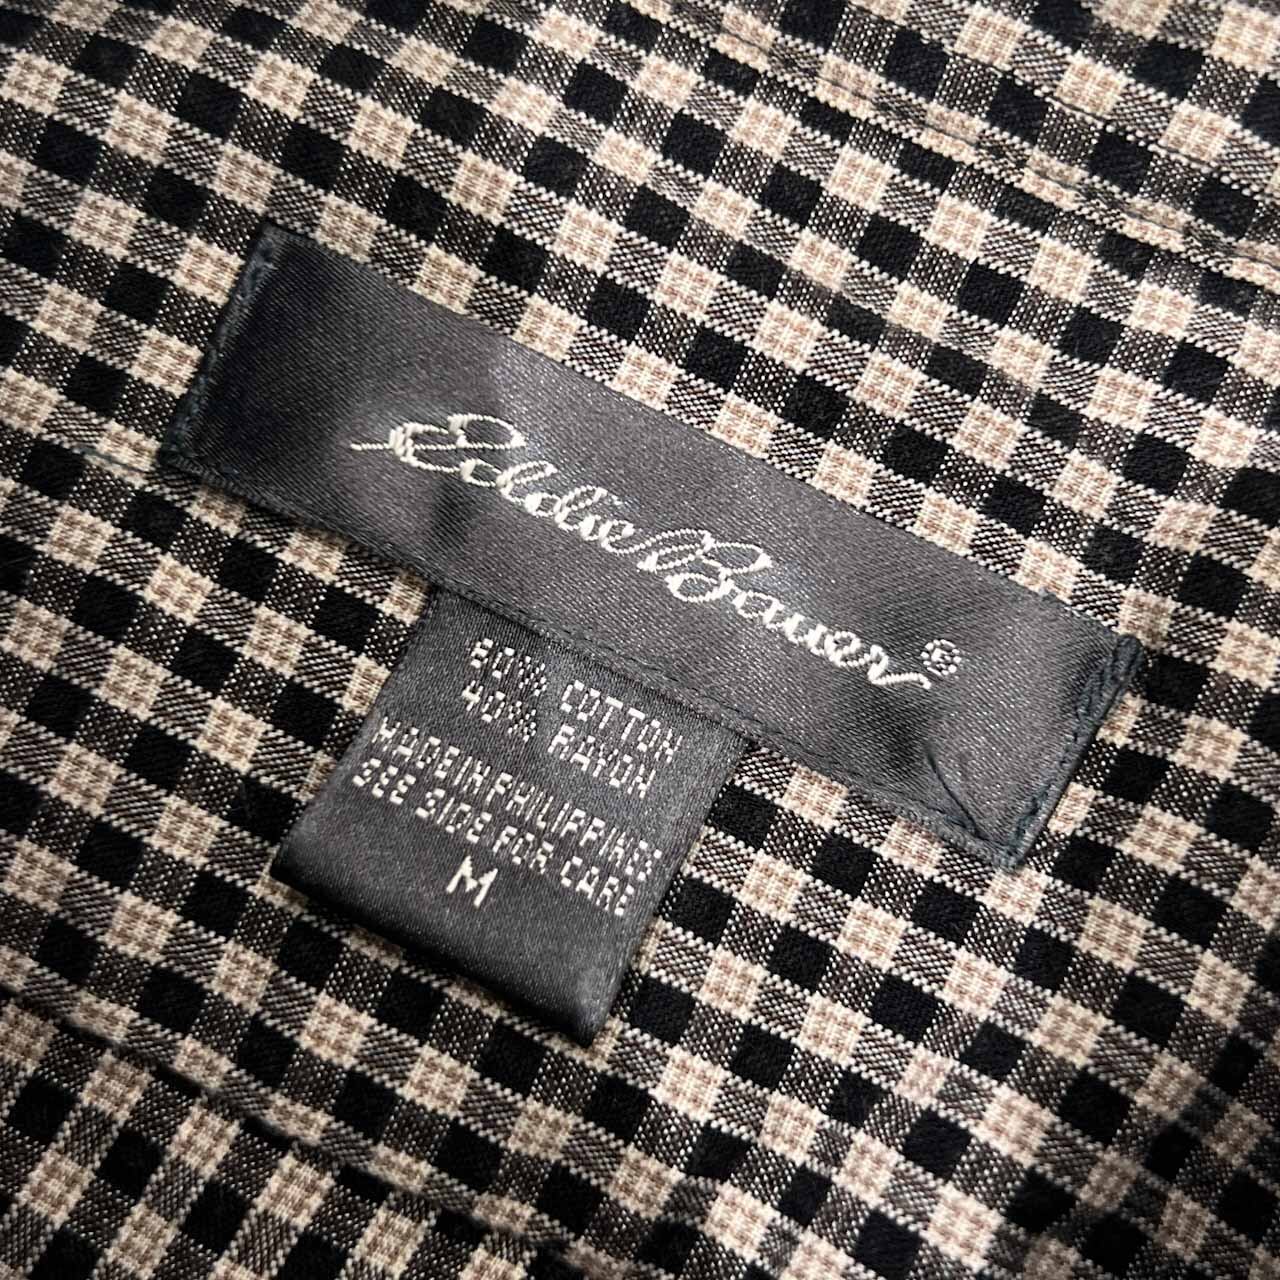 Eddie Bauer®
60% COTTON
40% RAYON
MADE IN PHILIPPINES
SEE SIDE FOR CARE
M